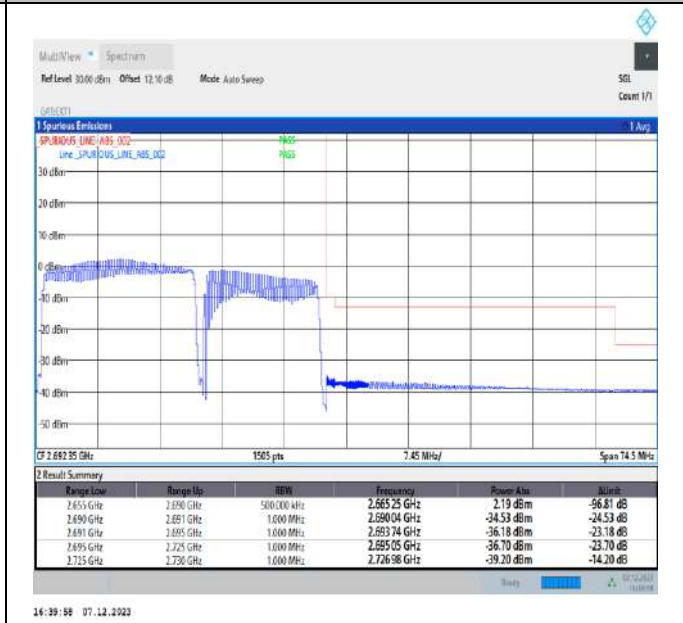 MultiView Spectrum
Ref Level 30.00 dBm Offset 12.10 dB Mode Auto Sweep SGL
Count 1/1
1 Spurious Emissions 1 Avg
SPURIOUS_LINE_ABS_002 PASS
Line _SPURIOUS_LINE_ABS_002 PASS
30 dBm
20 dBm
10 dBm
0 dBm
-10 dBm
-20 dBm
-30 dBm
-40 dBm
-50 dBm
CF 2.692 35 GHz 1505 pts 7.45 MHz/ Span 74.5 MHz
2 Result Summary
Range Low Range Up RBW Frequency Power Abs ΔLimit
2.655 GHz 2.690 GHz 500.000 kHz 2.665 25 GHz 2.19 dBm -96.81 dB
2.690 GHz 2.691 GHz 1.000 MHz 2.690 04 GHz -34.53 dBm -24.53 dB
2.691 GHz 2.695 GHz 1.000 MHz 2.693 74 GHz -36.18 dBm -23.18 dB
2.695 GHz 2.725 GHz 1.000 MHz 2.695 05 GHz -36.70 dBm -23.70 dB
2.725 GHz 2.730 GHz 1.000 MHz 2.726 98 GHz -39.20 dBm -14.20 dB
Ready
16:39:58 07.12.2023